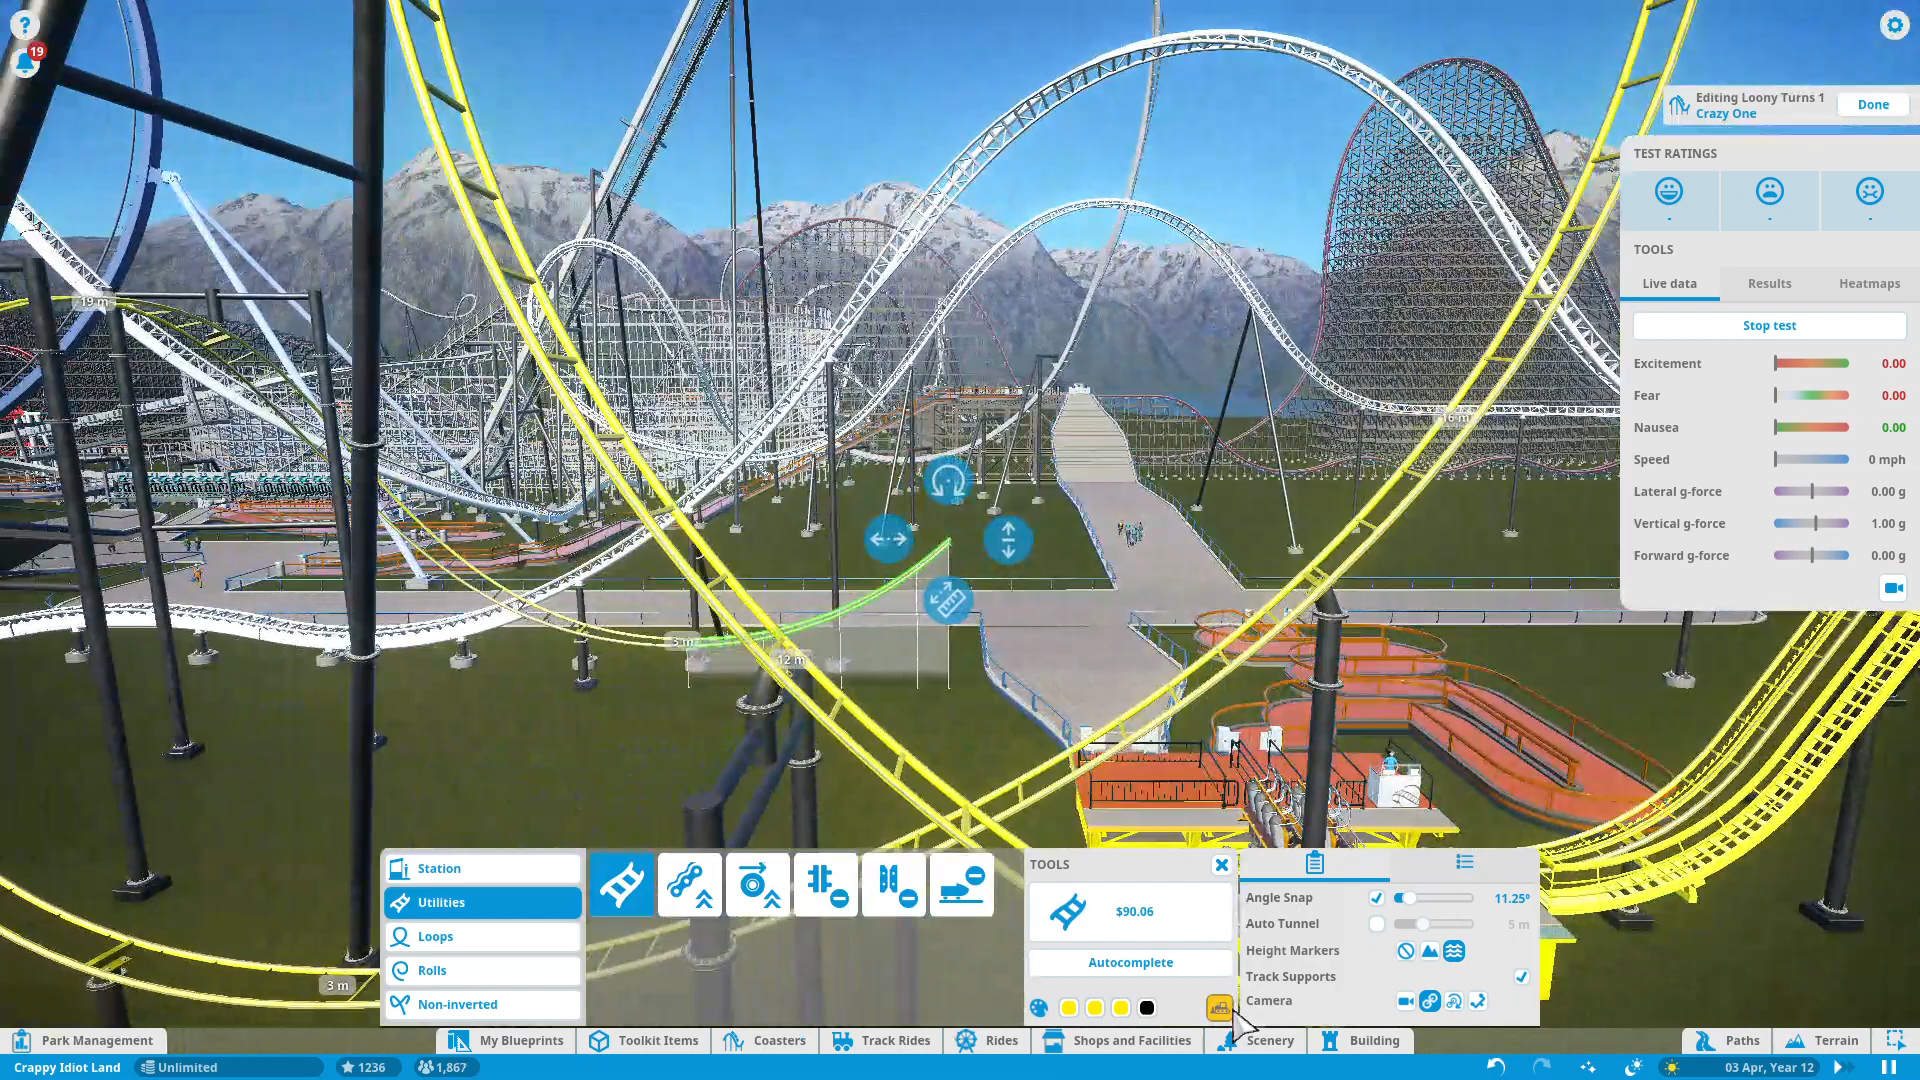 ?
19
Editing Loony Turns 1
Crazy One
Done
TEST RATINGS
-
-
-
TOOLS
Live data
Results
Heatmaps
Stop test
Excitement 0.00
Fear 0.00
Nausea 0.00
Speed 0 mph
Lateral g-force 0.00 g
Vertical g-force 1.00 g
Forward g-force 0.00 g
19 m
16 m
3 m
12 m
3 m
Station
Utilities
Loops
Rolls
Non-inverted
TOOLS
$90.06
Autocomplete
Angle Snap 11.25°
Auto Tunnel 5 m
Height Markers
Track Supports
Camera
Park Management
My Blueprints
Toolkit Items
Coasters
Track Rides
Rides
Shops and Facilities
Scenery
Building
Paths
Terrain
Crappy Idiot Land
Unlimited
1236
1,867
03 Apr, Year 12